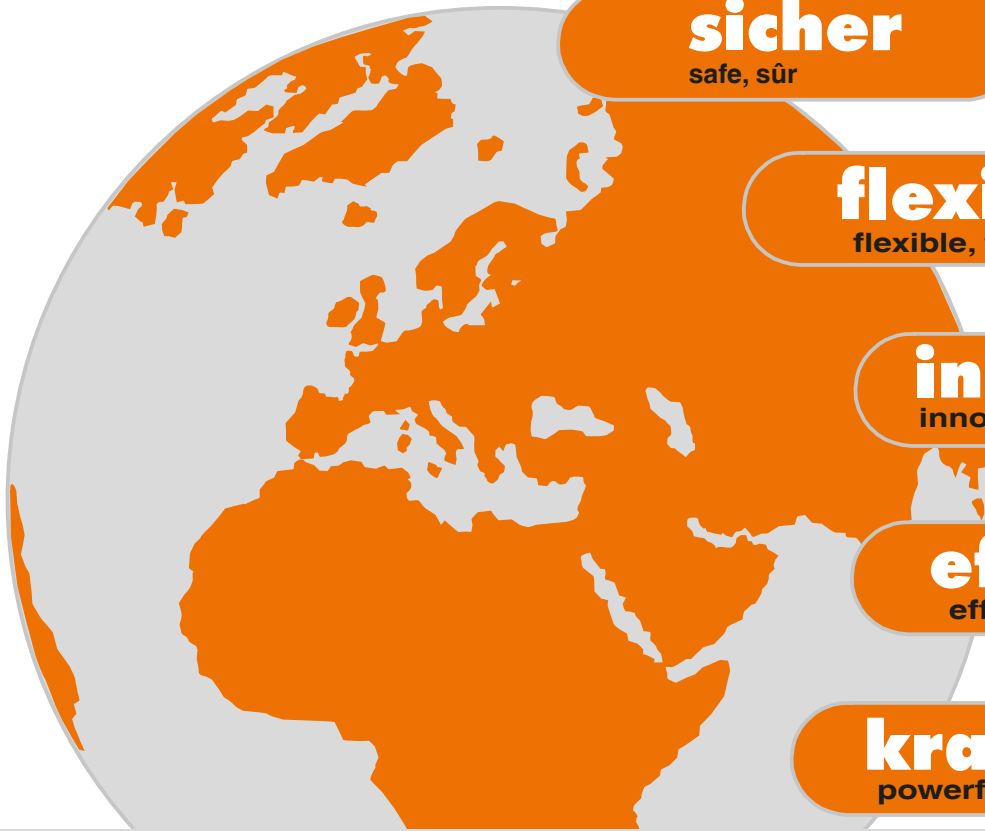 sicher
safe, sûr
flexi
flexible,
in
inno
ef
eff
kra
powerf